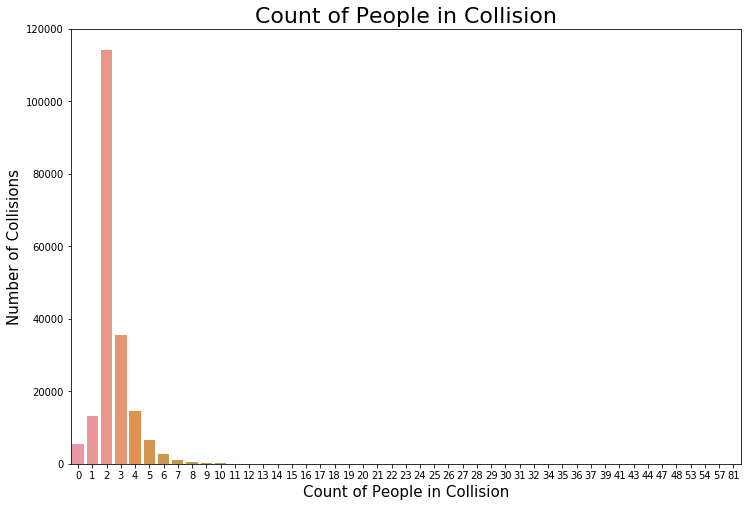 Count of People in Collision
120000
100000
80000
60000
40000
20000
0
Number of Collisions
0 1 2 3 4 5 6 7 8 9 10 11 12 13 14 15 16 17 18 19 20 21 22 23 24 25 26 27 28 29 30 31 32 34 35 36 37 39 41 43 44 47 48 53 54 57 81
Count of People in Collision